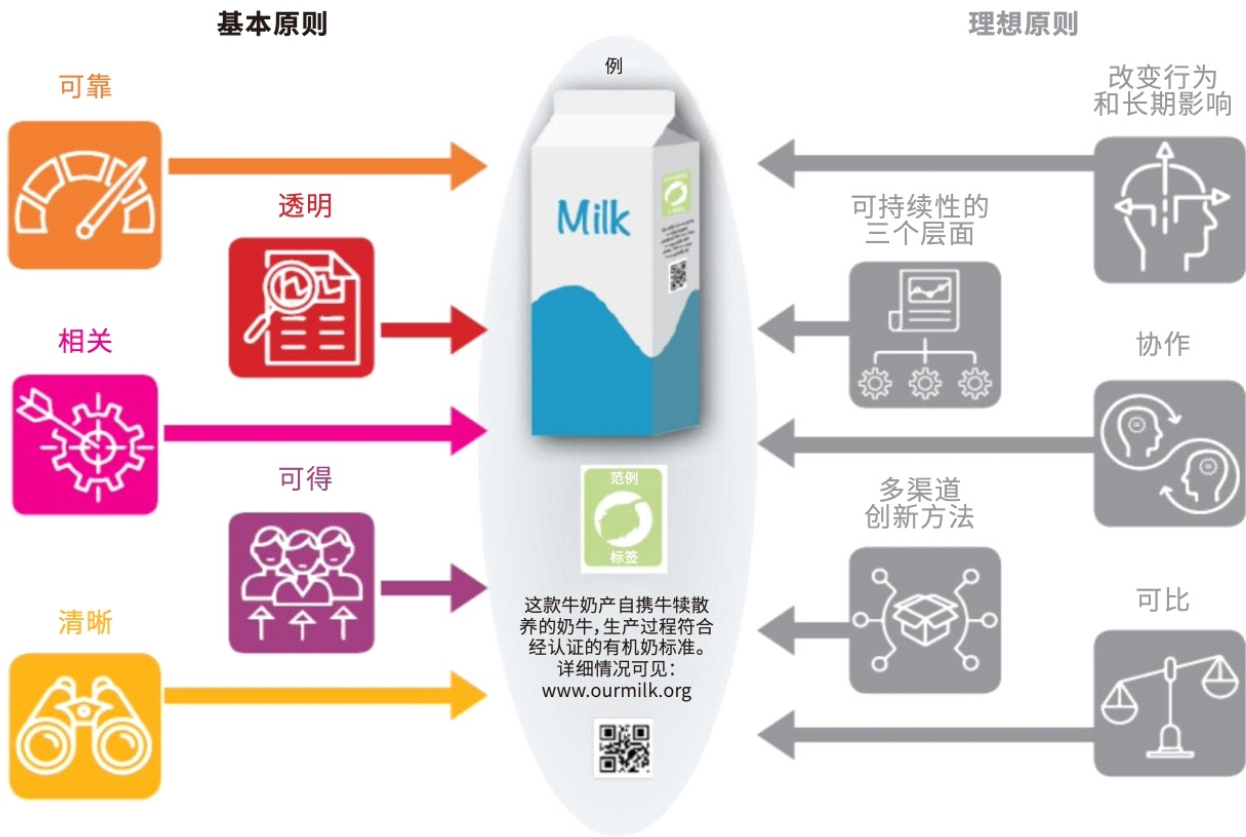 基本原则
可靠
透明
相关
可得
清晰
例
Milk
范例
标签
这款牛奶产自携牛犊散
养的奶牛,生产过程符合
经认证的有机奶标准。
详细情况可见:
www.ourmilk.org
理想原则
改变行为
和长期影响
可持续性的
三个层面
协作
多渠道
创新方法
可比